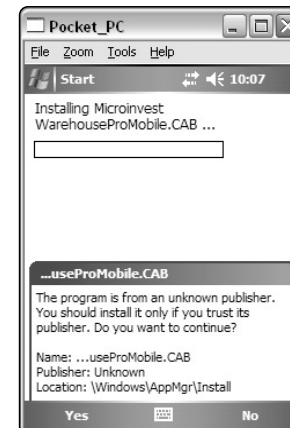 Pocket_PC
File Zoom Tools Help
Start 10:07
Installing Microinvest
WarehouseProMobile.CAB ...
...useProMobile.CAB
The program is from an unknown publisher.
You should install it only if you trust its
publisher. Do you want to continue?
Name: ...useProMobile.CAB
Publisher: Unknown
Location: \Windows\AppMgr\Install
Yes No